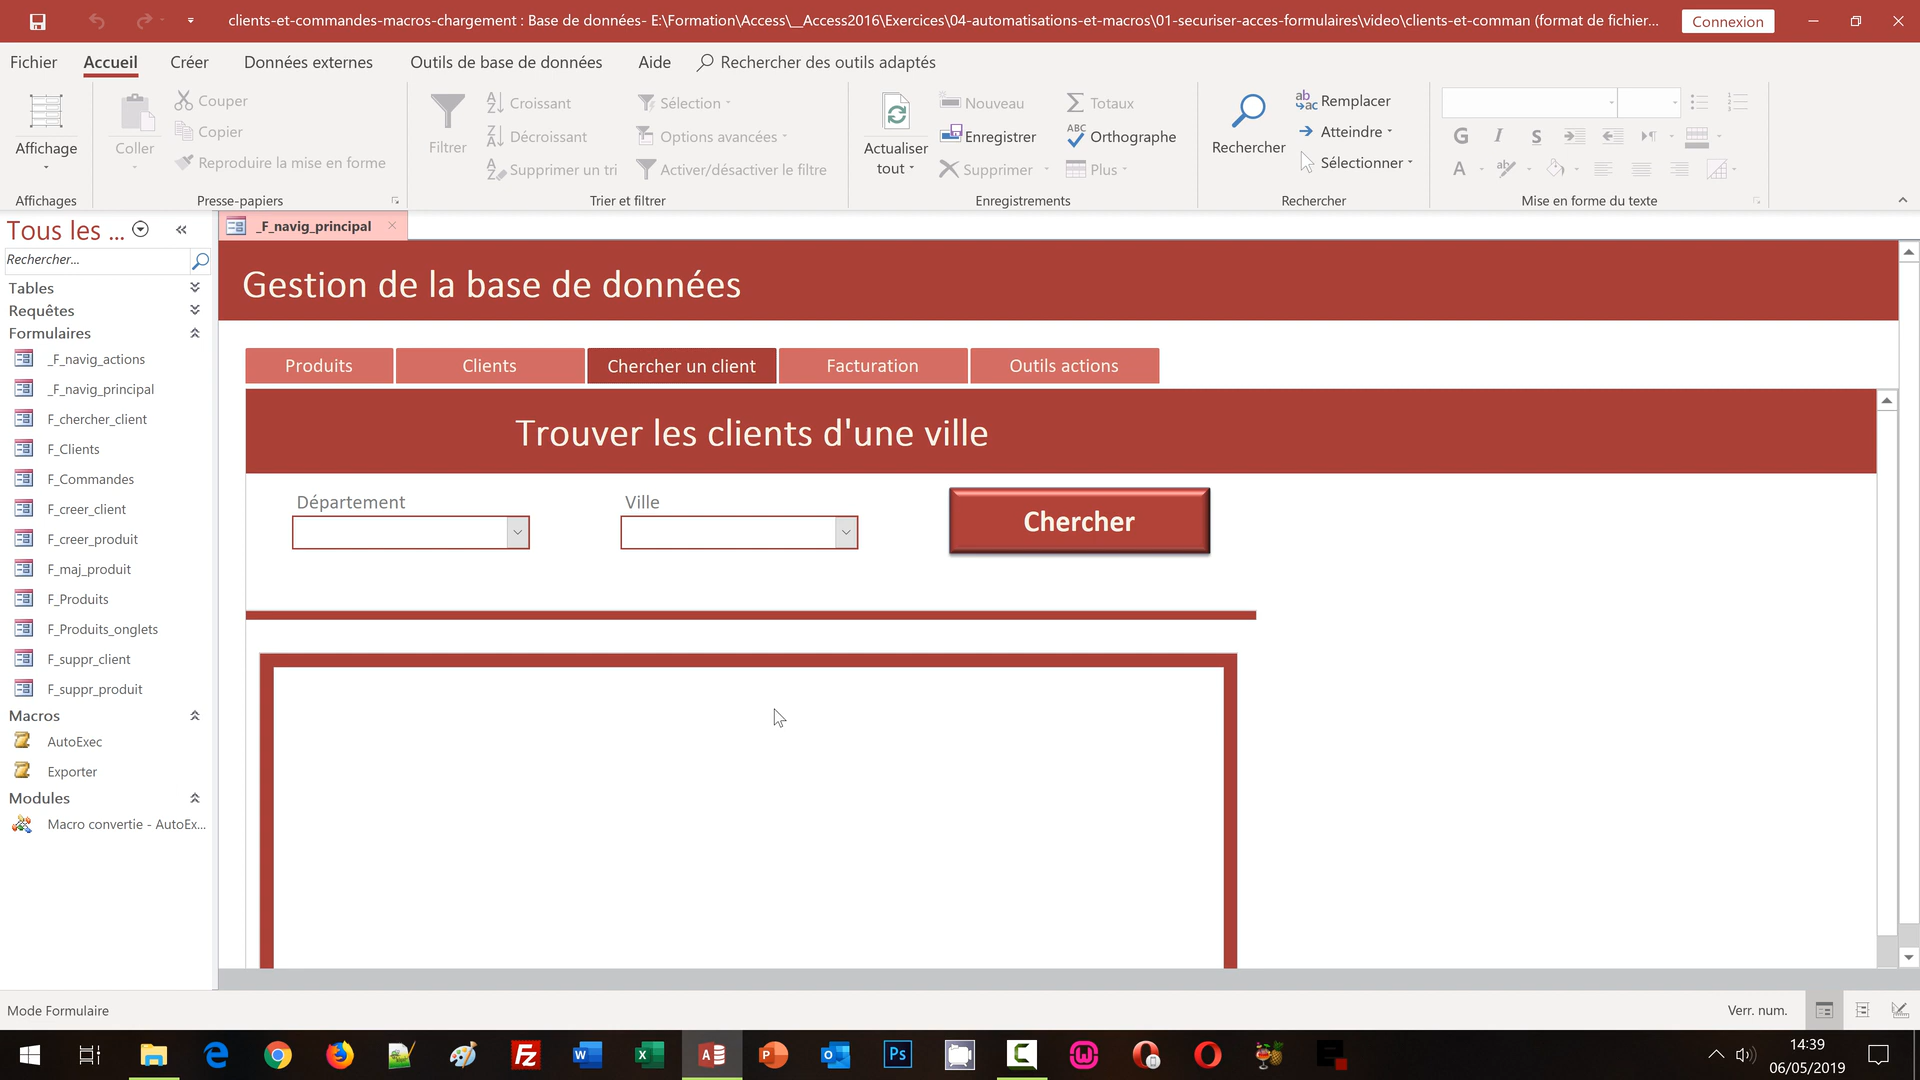 clients-et-commandes-macros-chargement : Base de données- E:\Formation\Access\__Access2016\Exercices\04-automatisations-et-macros\01-securiser-acces-formulaires\video\clients-et-comman (format de fichier...
Connexion
Fichier
Accueil
Créer
Données externes
Outils de base de données
Aide
Rechercher des outils adaptés
Affichage
Affichages
Coller
Couper
Copier
Reproduire la mise en forme
Presse-papiers
Filtrer
Croissant
Décroissant
Supprimer un tri
Sélection
Options avancées
Activer/désactiver le filtre
Trier et filtrer
Actualiser
tout
Nouveau
Enregistrer
Supprimer
Totaux
Orthographe
Plus
Enregistrements
Rechercher
Remplacer
Atteindre
Sélectionner
Rechercher
G I S
A
Mise en forme du texte
Tous les ...
Rechercher...
Tables
Requêtes
Formulaires
_F_navig_actions
_F_navig_principal
F_chercher_client
F_Clients
F_Commandes
F_creer_client
F_creer_produit
F_maj_produit
F_Produits
F_Produits_onglets
F_suppr_client
F_suppr_produit
Macros
AutoExec
Exporter
Modules
Macro convertie - AutoEx...
_F_navig_principal
Gestion de la base de données
Produits
Clients
Chercher un client
Facturation
Outils actions
Trouver les clients d'une ville
Département
Ville
Chercher
Mode Formulaire
Verr. num.
14:39
06/05/2019